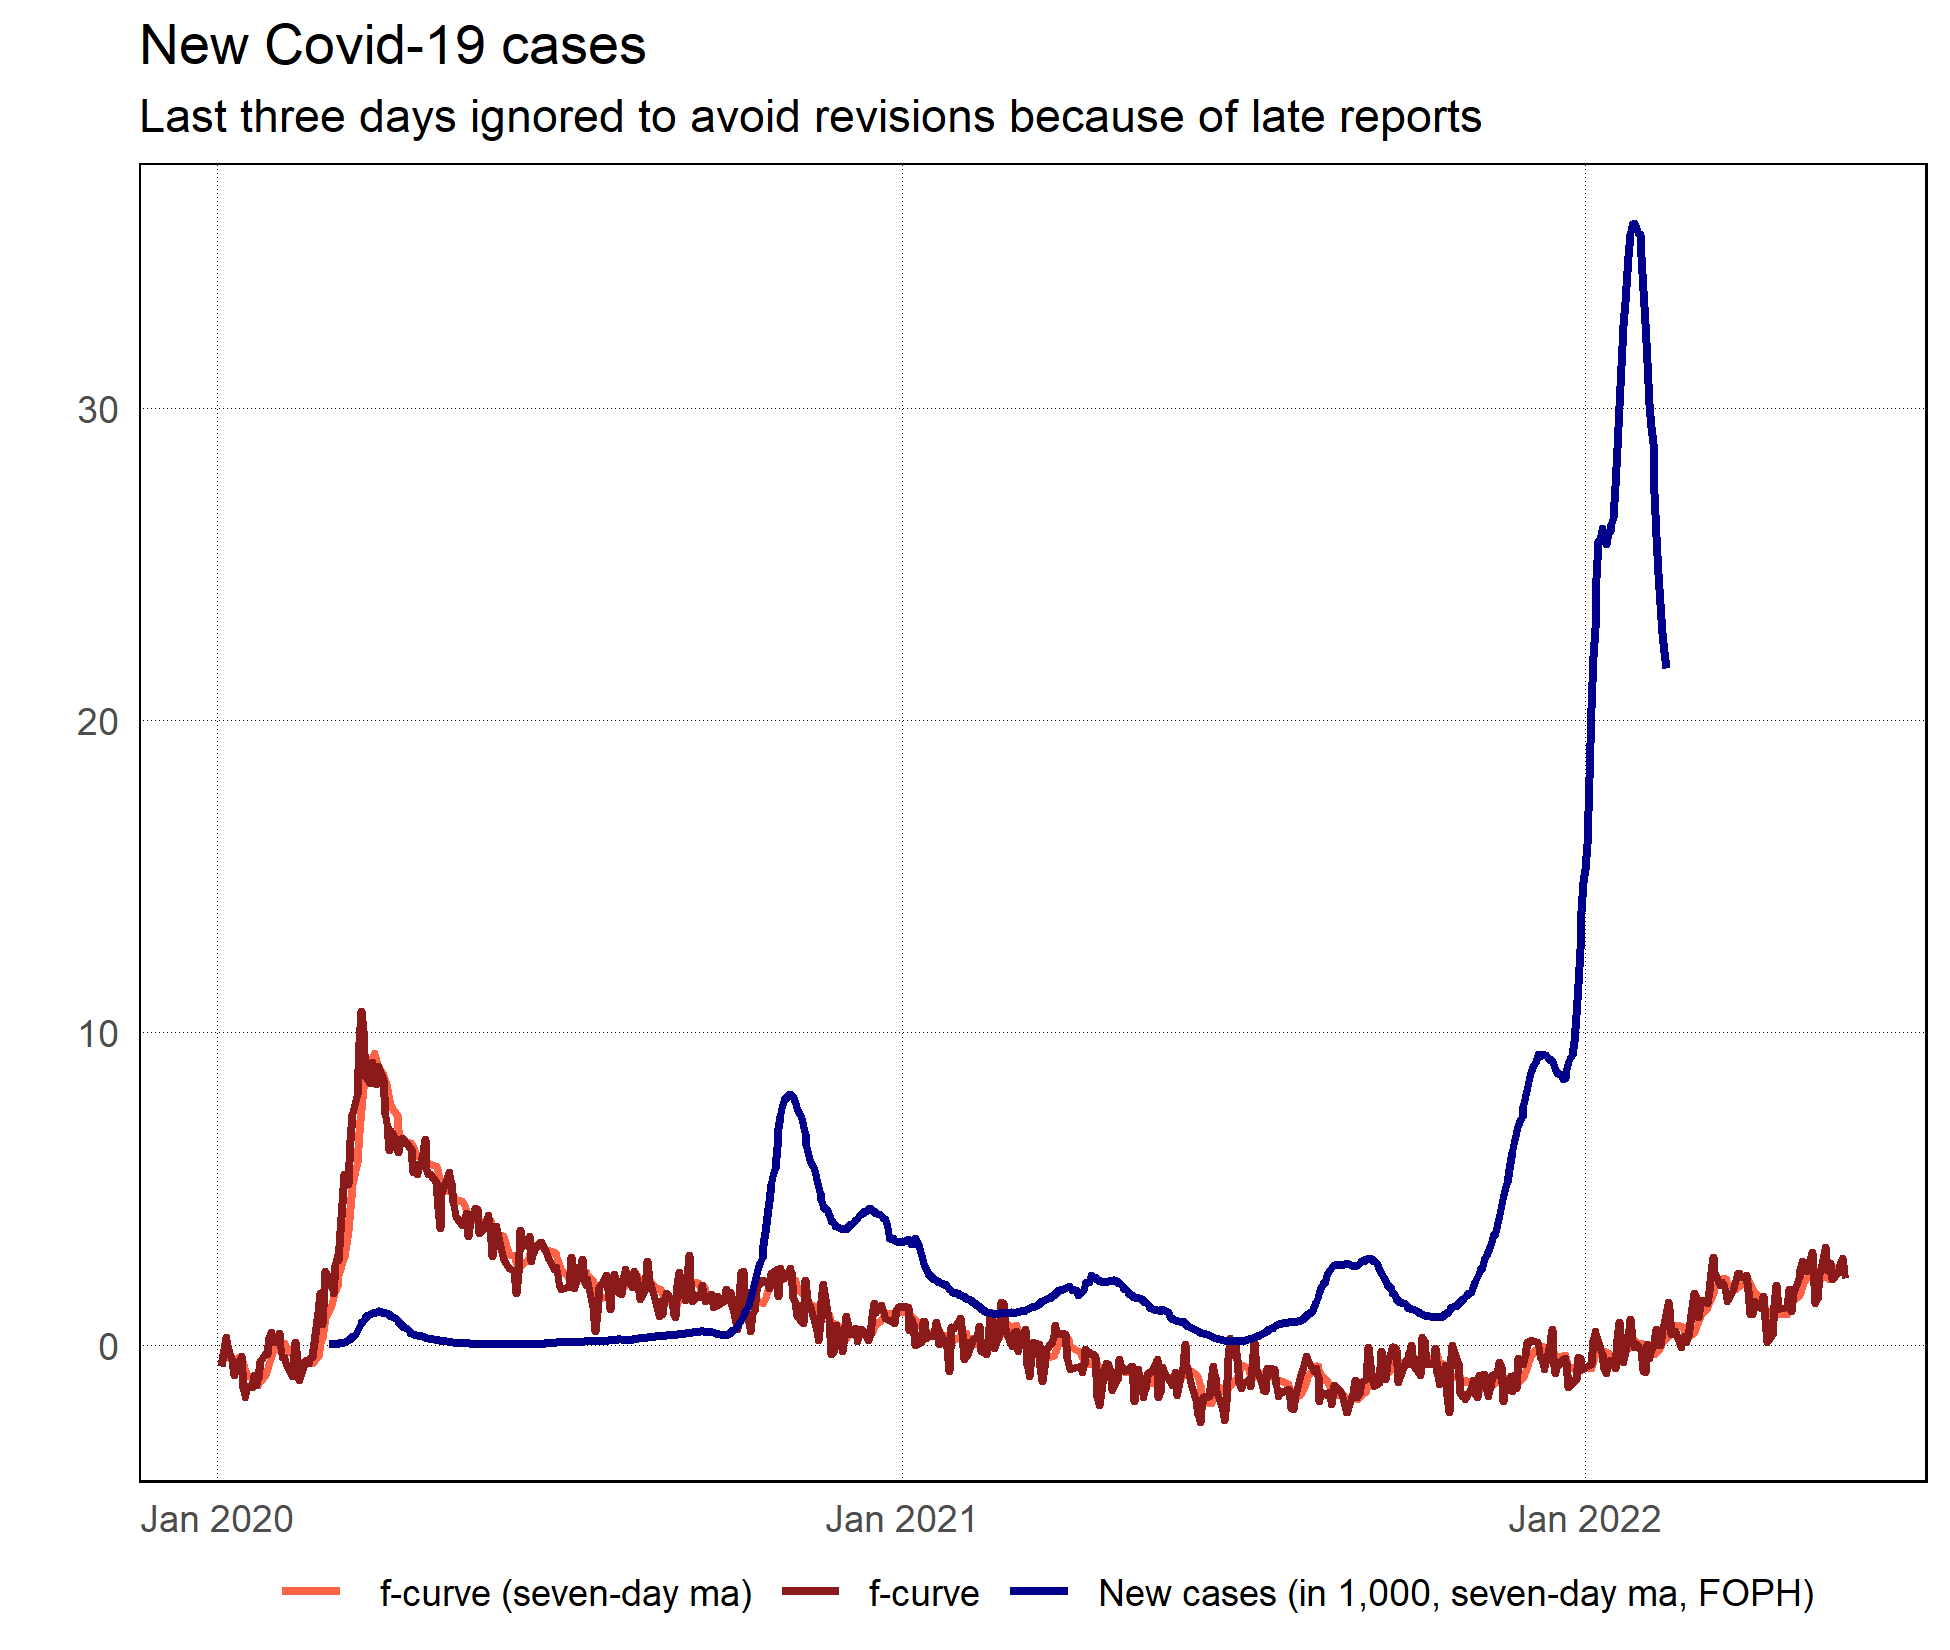 New Covid-19 cases
Last three days ignored to avoid revisions because of late reports
30
20
10
0
Jan 2020 Jan 2021 Jan 2022
f-curve (seven-day ma) f-curve New cases (in 1,000, seven-day ma, FOPH)